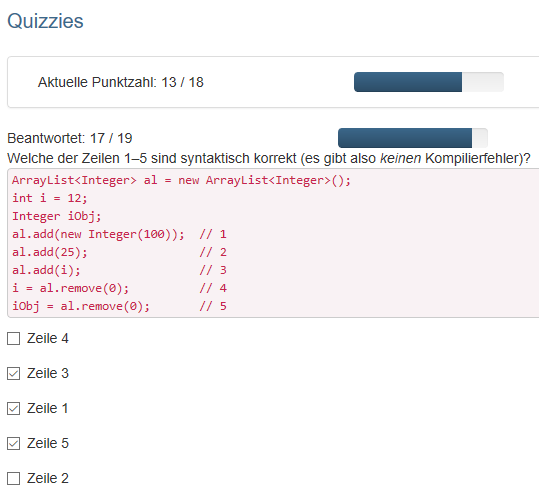 Quizzies
Aktuelle Punktzahl: 13 / 18
Beantwortet: 17 / 19
Welche der Zeilen 1–5 sind syntaktisch korrekt (es gibt also keinen Kompilierfehler)?
ArrayList<Integer> al = new ArrayList<Integer>();
int i = 12;
Integer iObj;
al.add(new Integer(100));  // 1
al.add(25);                // 2
al.add(i);                 // 3
i = al.remove(0);          // 4
iObj = al.remove(0);       // 5
Zeile 4
Zeile 3
Zeile 1
Zeile 5
Zeile 2